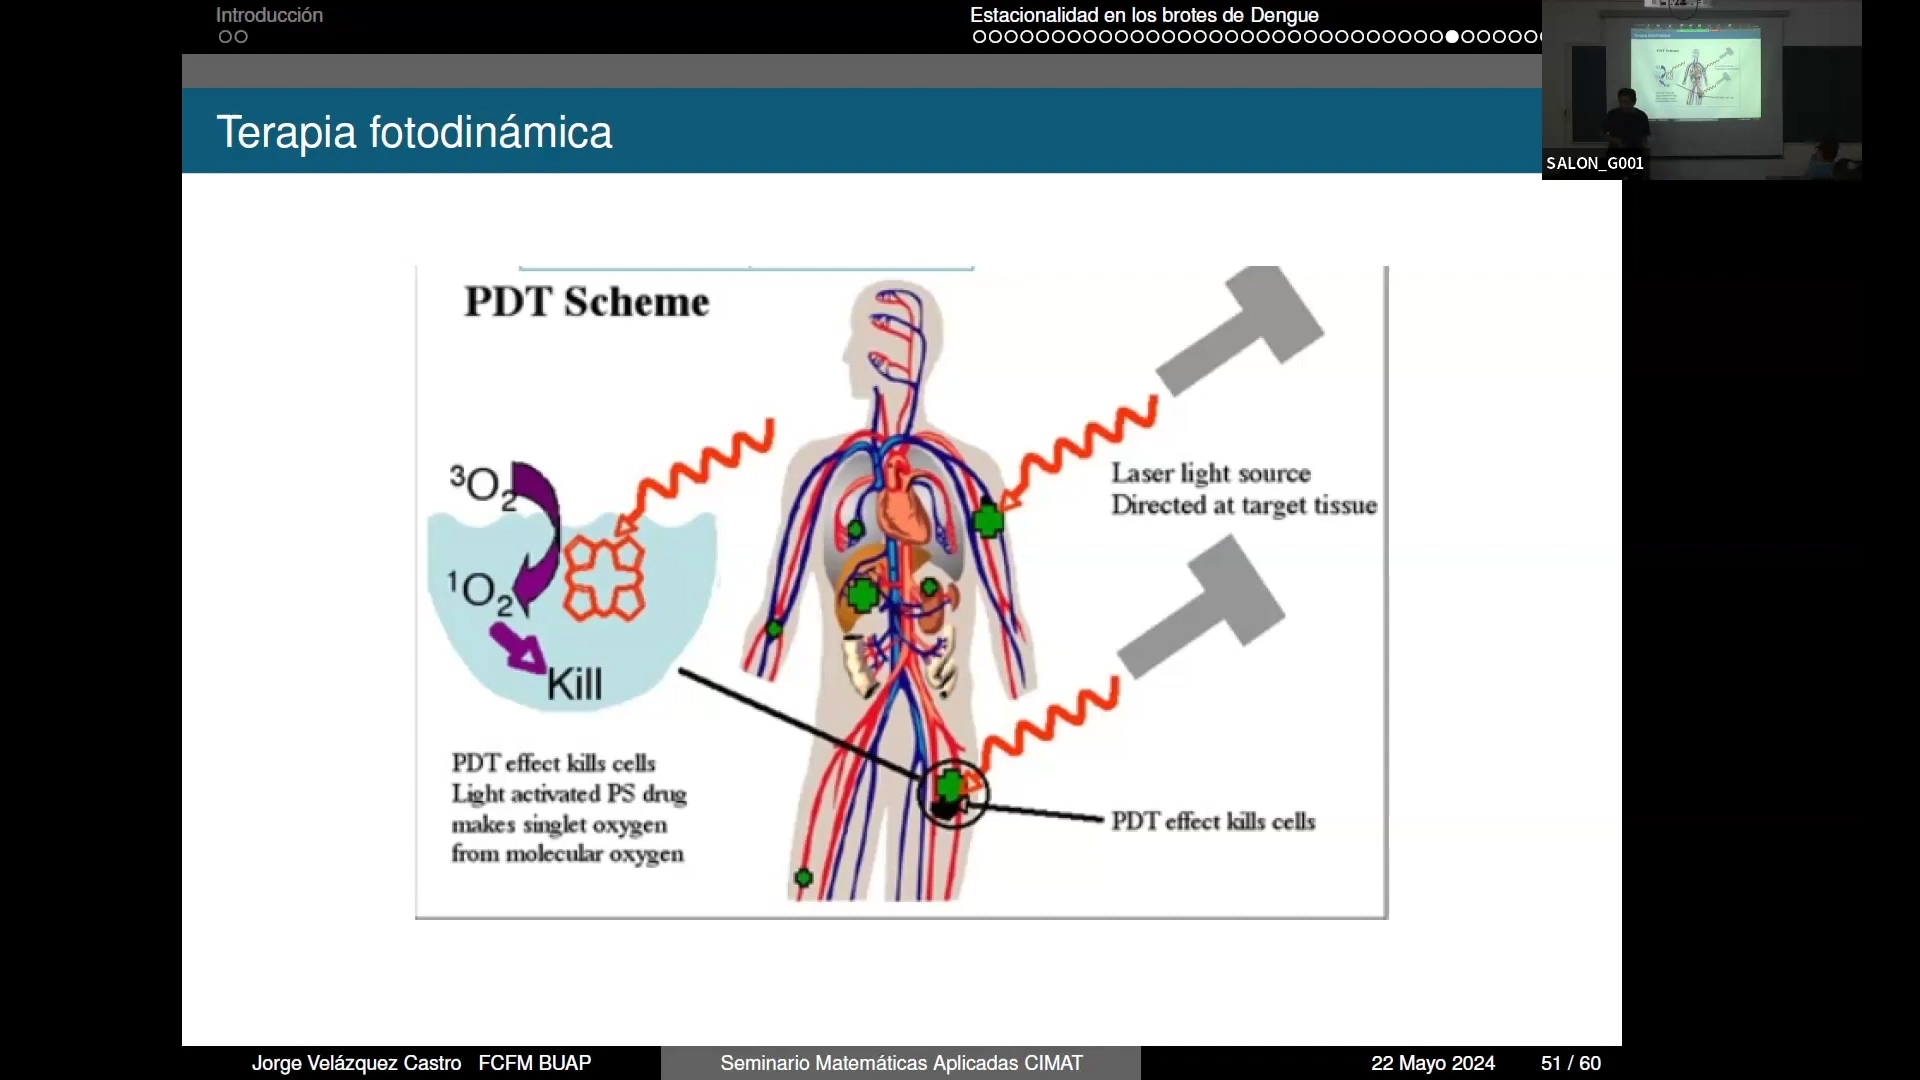 Introducción
Estacionalidad en los brotes de Dengue
SALON_G001
Terapia fotodinámica
PDT Scheme
³O₂
¹O₂
Kill
Laser light source
Directed at target tissue
PDT effect kills cells
Light activated PS drug
makes singlet oxygen
from molecular oxygen
PDT effect kills cells
Jorge Velázquez Castro FCFM BUAP
Seminario Matemáticas Aplicadas CIMAT
22 Mayo 2024
51 / 60